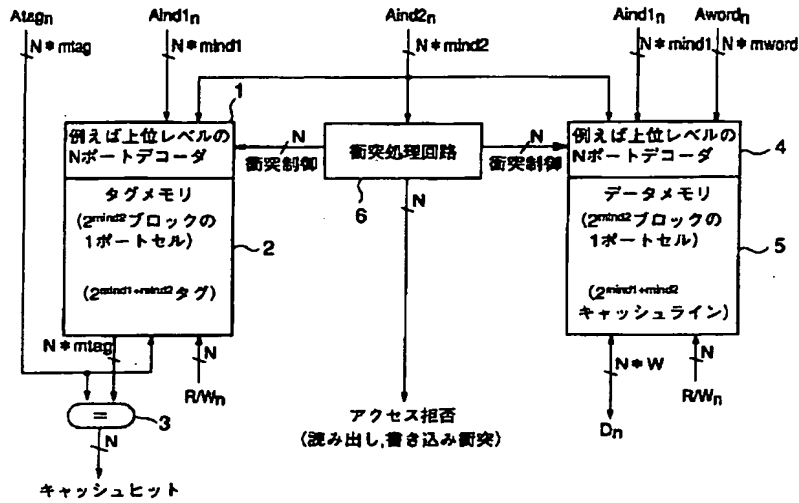 Atagn
Aind1n
Aind2n
Aind1n
Awordn
N*mtag
N*mind1
N*mind2
N*mind1
N*mword
1
例えば上位レベルの
Nポートデコーダ
N
衝突制御
衝突処理回路
6
N
衝突制御
例えば上位レベルの
Nポートデコーダ
4
タグメモリ
(2mind2ブロックの
1ポートセル)
(2mind1+mind2タグ)
2
N
データメモリ
(2mind2ブロックの
1ポートセル)
(2mind1+mind2
キャッシュライン)
5
N*mtag
N
R/Wn
=
3
N
キャッシュヒット
アクセス拒否
(読み出し,書き込み衝突)
N*W
Dn
N
R/Wn